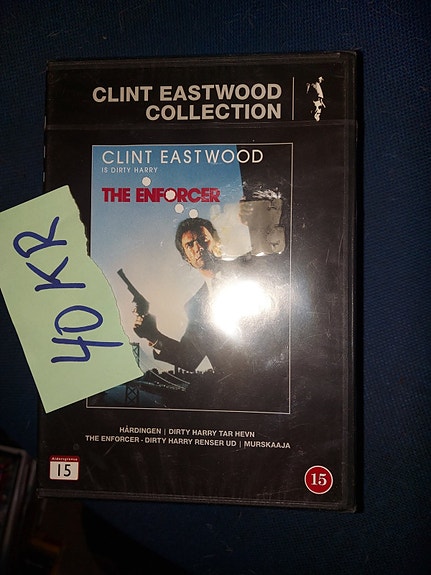 CLINT EASTWOOD
COLLECTION
CLINT EASTWOOD
IS DIRTY HARRY
THE ENFORCER
40 KR
HÅRDINGEN | DIRTY HARRY TAR HEVN
THE ENFORCER - DIRTY HARRY RENSER UD | MURSKAAJA
Aldersgrense
15
15